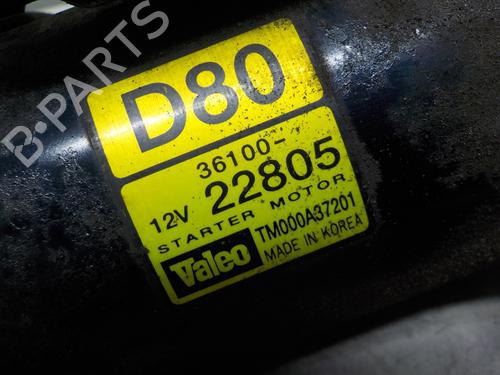 B-PARTS
D80
36100-
12V 22805
STARTER MOTOR
Valeo TM000A37201
MADE IN KOREA